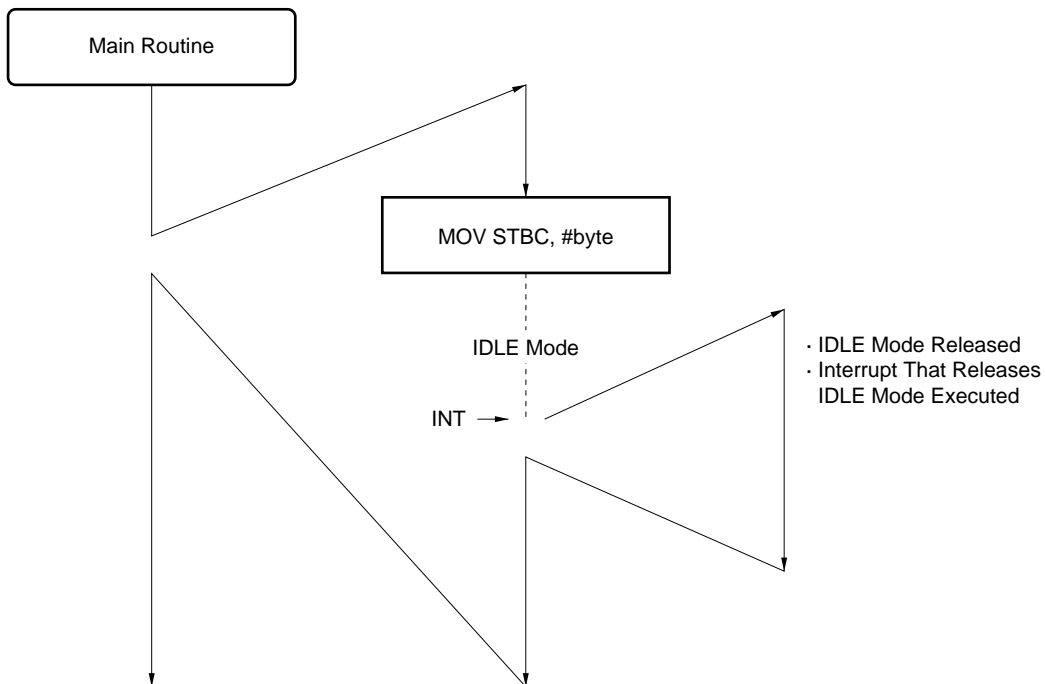 Main Routine
MOV STBC, #byte
IDLE Mode
· IDLE Mode Released
· Interrupt That Releases
IDLE Mode Executed
INT